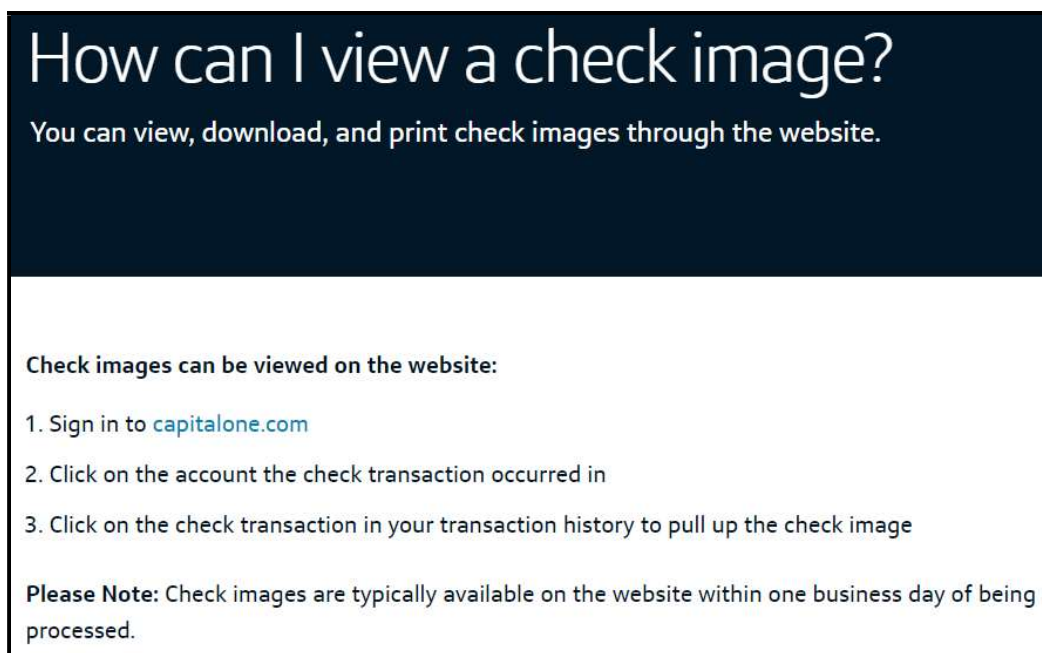 How can I view a check image?
You can view, download, and print check images through the website.
Check images can be viewed on the website:
1. Sign in to capitalone.com
2. Click on the account the check transaction occurred in
3. Click on the check transaction in your transaction history to pull up the check image
Please Note: Check images are typically available on the website within one business day of being
processed.